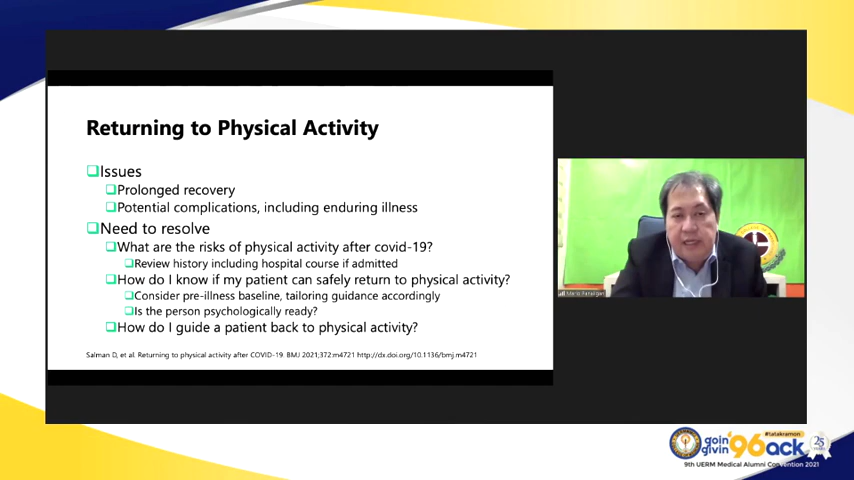 Returning to Physical Activity
Issues
Prolonged recovery
Potential complications, including enduring illness
Need to resolve
What are the risks of physical activity after covid-19?
Review history including hospital course if admitted
How do I know if my patient can safely return to physical activity?
Consider pre-illness baseline, tailoring guidance accordingly
Is the person psychologically ready?
How do I guide a patient back to physical activity?
Salman D, et al. Returning to physical activity after COVID-19. BMJ 2021;372:m4721 http://dx.doi.org/10.1136/bmj.m4721
#tatakramon
goin' '96ack 25
givin
9th UERM Medical Alumni Convention 2021